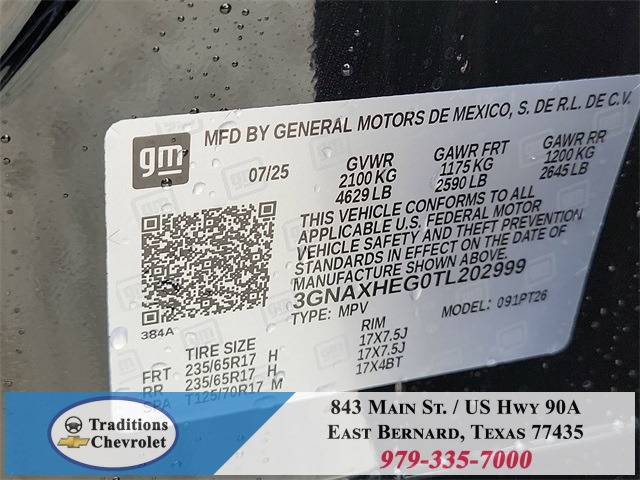 gm
MFD BY GENERAL MOTORS DE MEXICO, S. DE R.L. DE C.V.
07/25
GVWR
2100 KG
4629 LB
GAWR FRT
1175 KG
2590 LB
GAWR RR
1200 KG
2645 LB
THIS VEHICLE CONFORMS TO ALL
APPLICABLE U.S. FEDERAL MOTOR
VEHICLE SAFETY AND THEFT PREVENTION
STANDARDS IN EFFECT ON THE DATE OF
MANUFACTURE SHOWN ABOVE.
3GNAXHEG0TL202999
TYPE: MPV
MODEL: 091PT26
384A
TIRE SIZE
RIM
FRT 235/65R17 H 17X7.5J
RR 235/65R17 H 17X7.5J
SPA T125/70R17 M 17X4BT
Traditions
Chevrolet
843 Main St. / US Hwy 90A
East Bernard, Texas 77435
979-335-7000